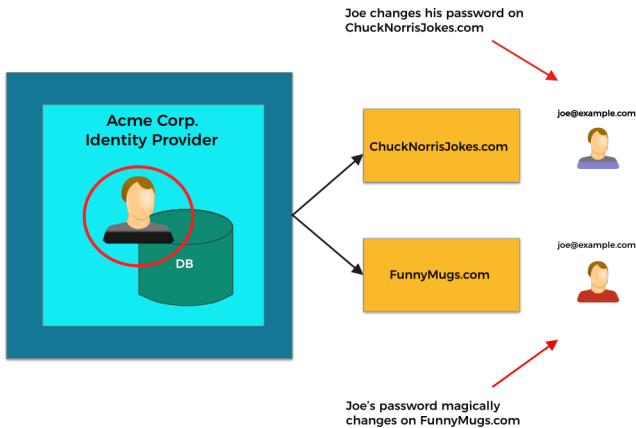 Joe changes his password on
ChuckNorrisJokes.com
Acme Corp.
Identity Provider
DB
ChuckNorrisJokes.com
joe@example.com
FunnyMugs.com
joe@example.com
Joe's password magically
changes on FunnyMugs.com